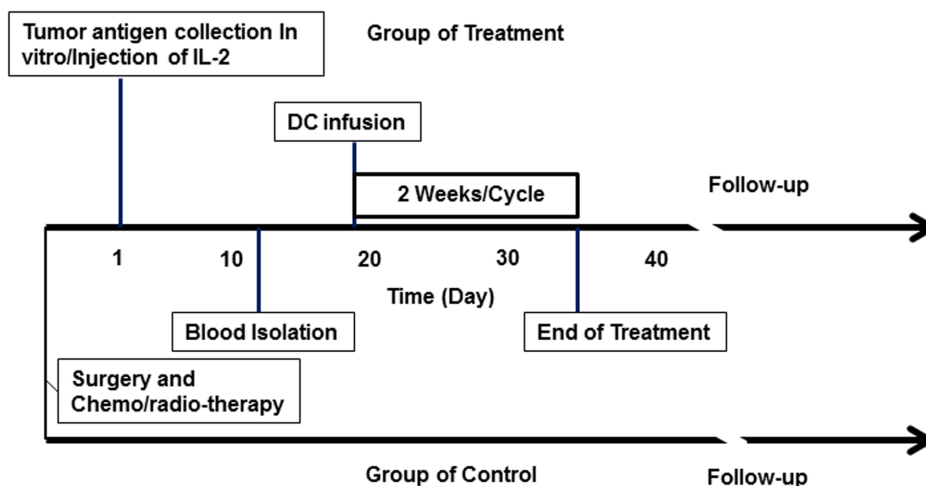 Tumor antigen collection In
vitro/Injection of IL-2
Group of Treatment
DC infusion
2 Weeks/Cycle
Follow-up
1 10 20 30 40
Time (Day)
Blood Isolation
End of Treatment
Surgery and
Chemo/radio-therapy
Group of Control
Follow-up